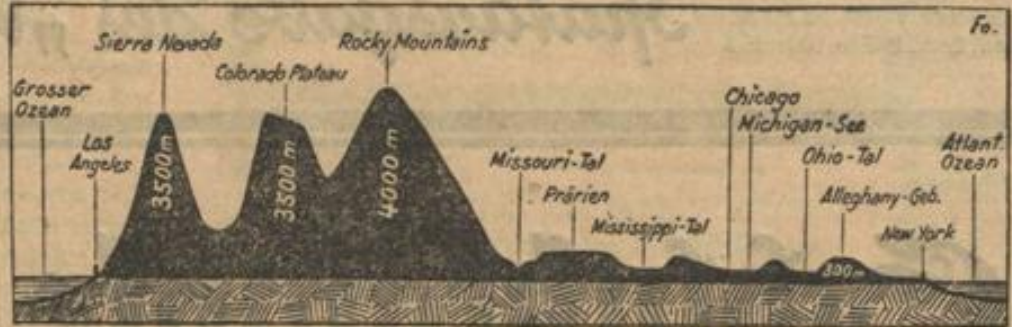 Fo.
Sierra Nevada
Rocky Mountains
Colorado Plateau
Grosser
Ozean
Los
Angeles
3500 m
3500 m
4000 m
Missouri-Tal
Prärien
Mississippi-Tal
Chicago
Michigan-See
Ohio-Tal
Alleghany-Geb.
300 m
New York
Atlant.
Ozean